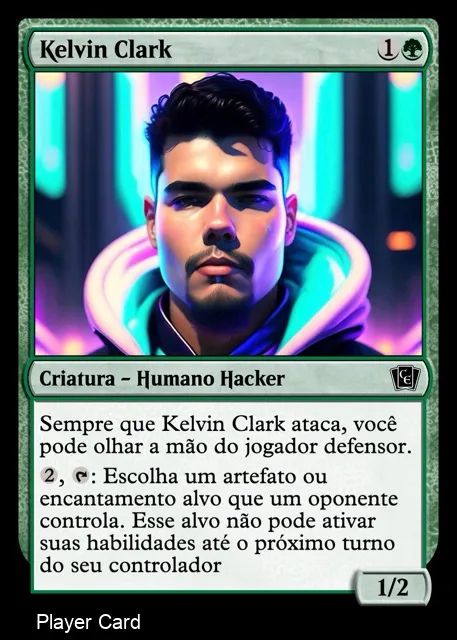 Kelvin Clark 1
Criatura – Humano Hacker
CE
Sempre que Kelvin Clark ataca, você
pode olhar a mão do jogador defensor.
2, : Escolha um artefato ou
encantamento alvo que um oponente
controla. Esse alvo não pode ativar
suas habilidades até o próximo turno
do seu controlador
1/2
Player Card